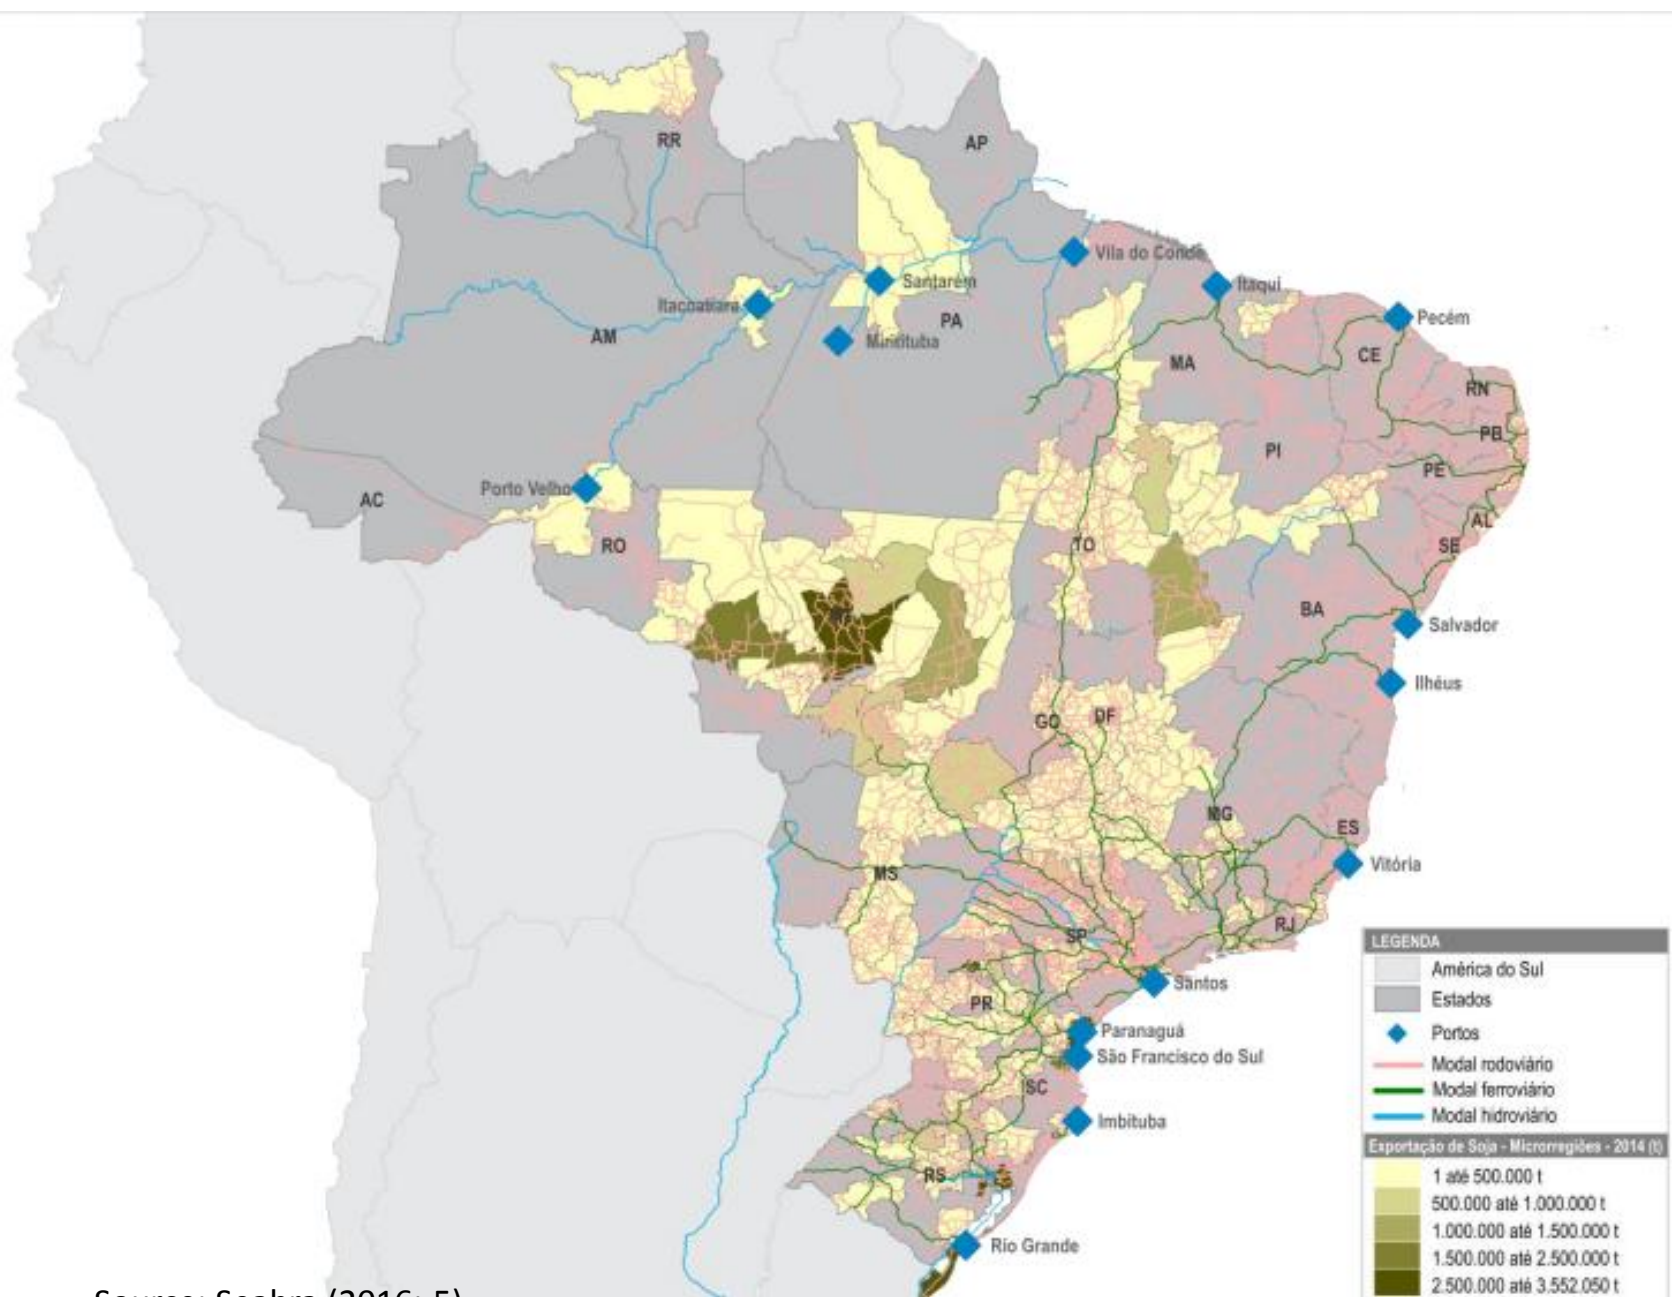 RR
AP
Vila do Conde
Santarém
Itaqui
Itacoatiara
PA
Pecém
AM
Miritituba
MA
CE
RN
PB
PI
PE
Porto Velho
AC
AL
RO
TO
SE
BA
Salvador
Ilhéus
GO
DF
MG
ES
Vitória
MS
RJ
SP
Santos
PR
Paranaguá
São Francisco do Sul
SC
Imbituba
RS
Rio Grande
LEGENDA
América do Sul
Estados
Portos
Modal rodoviário
Modal ferroviário
Modal hidroviário
Exportação de Soja - Microrregiões - 2014 (t)
1 até 500.000 t
500.000 até 1.000.000 t
1.000.000 até 1.500.000 t
1.500.000 até 2.500.000 t
2.500.000 até 3.552.050 t
Source: Seabra (2016: 5)